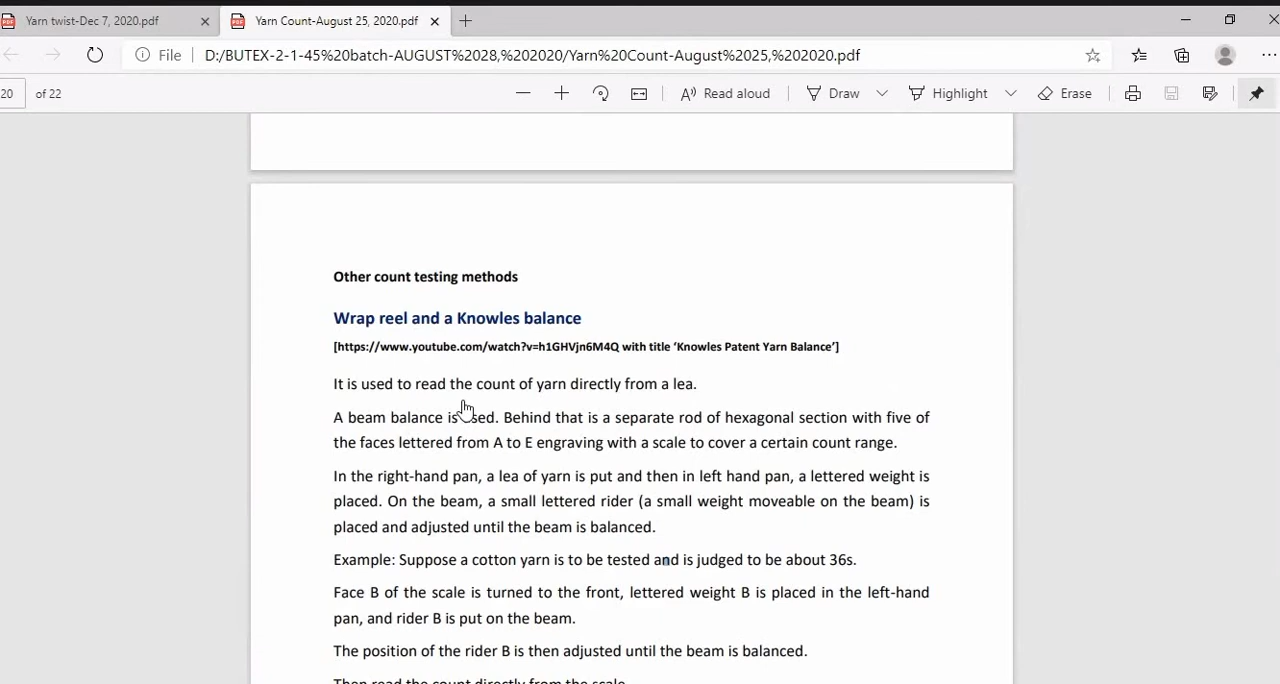 Yarn twist-Dec 7, 2020.pdf
Yarn Count-August 25, 2020.pdf
File D:/BUTEX-2-1-45%20batch-AUGUST%2028,%202020/Yarn%20Count-August%2025,%202020.pdf
20 of 22 Read aloud Draw Highlight Erase
Other count testing methods
Wrap reel and a Knowles balance
[https://www.youtube.com/watch?v=h1GHVjn6M4Q with title ‘Knowles Patent Yarn Balance’]
It is used to read the count of yarn directly from a lea.
A beam balance is used. Behind that is a separate rod of hexagonal section with five of
the faces lettered from A to E engraving with a scale to cover a certain count range.
In the right-hand pan, a lea of yarn is put and then in left hand pan, a lettered weight is
placed. On the beam, a small lettered rider (a small weight moveable on the beam) is
placed and adjusted until the beam is balanced.
Example: Suppose a cotton yarn is to be tested and is judged to be about 36s.
Face B of the scale is turned to the front, lettered weight B is placed in the left-hand
pan, and rider B is put on the beam.
The position of the rider B is then adjusted until the beam is balanced.
Then read the count directly from the scale.